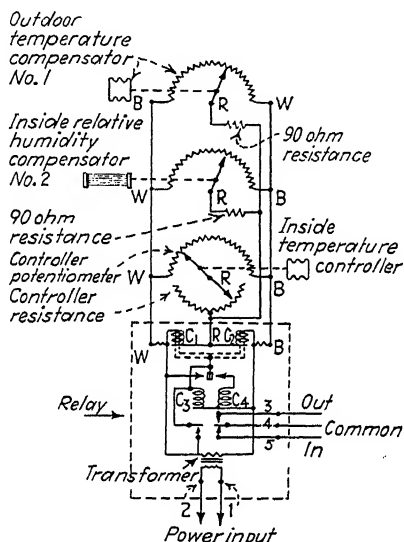 Outdoor
temperature
compensator
No. 1
B
R
W
Inside relative
humidity
compensator
No. 2
90 ohm
resistance
W
R
B
90 ohm
resistance
Controller
potentiometer
Controller
resistance
Inside
temperature
controller
W
R
B
W
C1
R
C2
B
Relay
C3
C4
3
Out
4
Common
5
In
Transformer
2
1
Power input